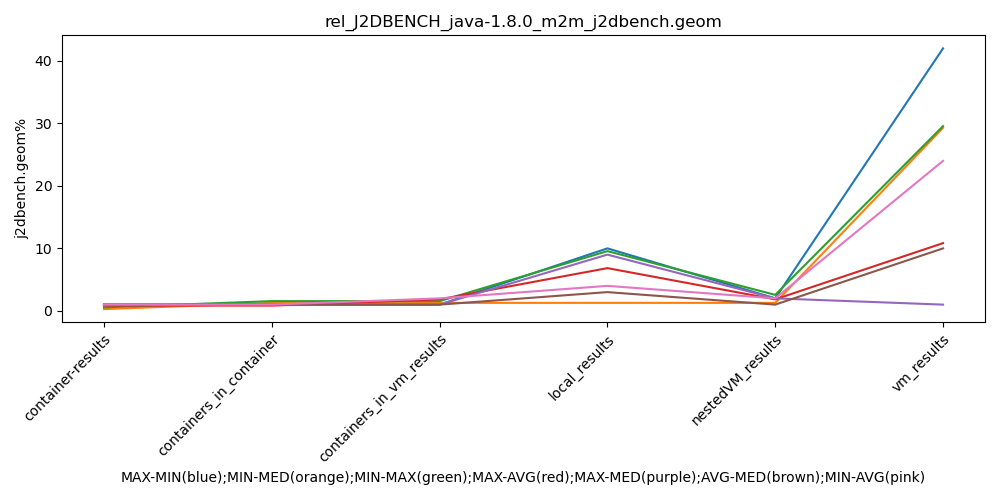 rel_J2DBENCH_java-1.8.0_m2m_j2dbench.geom
j2dbench.geom%
40
30
20
10
0
container-results
containers_in_container
containers_in_vm_results
local_results
nestedVM_results
vm_results
MAX-MIN(blue);MIN-MED(orange);MIN-MAX(green);MAX-AVG(red);MAX-MED(purple);AVG-MED(brown);MIN-AVG(pink)